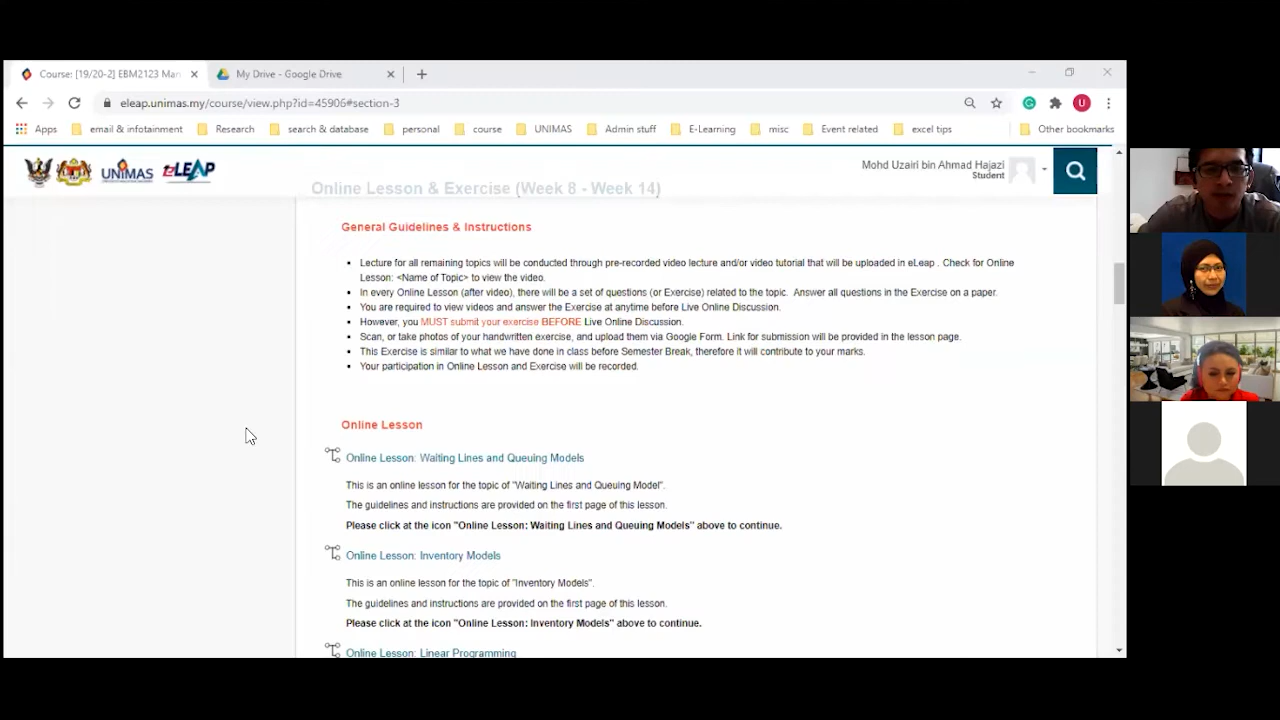 Course: [19/20-2] EBM2123 Man
My Drive - Google Drive
eleap.unimas.my/course/view.php?id=45906#section-3
U
Apps
email & infotainment
Research
search & database
personal
course
UNIMAS
Admin stuff
E-Learning
misc
Event related
excel tips
Other bookmarks
UNIMAS
eLEAP
Mohd Uzairi bin Ahmad Hajazi
Student
Online Lesson & Exercise (Week 8 - Week 14)
General Guidelines & Instructions
Lecture for all remaining topics will be conducted through pre-recorded video lecture and/or video tutorial that will be uploaded in eLeap . Check for Online
Lesson: <Name of Topic> to view the video.
In every Online Lesson (after video), there will be a set of questions (or Exercise) related to the topic. Answer all questions in the Exercise on a paper.
You are required to view videos and answer the Exercise at anytime before Live Online Discussion.
However, you MUST submit your exercise BEFORE Live Online Discussion.
Scan, or take photos of your handwritten exercise, and upload them via Google Form. Link for submission will be provided in the lesson page.
This Exercise is similar to what we have done in class before Semester Break, therefore it will contribute to your marks.
Your participation in Online Lesson and Exercise will be recorded.
Online Lesson
Online Lesson: Waiting Lines and Queuing Models
This is an online lesson for the topic of "Waiting Lines and Queuing Model".
The guidelines and instructions are provided on the first page of this lesson.
Please click at the icon "Online Lesson: Waiting Lines and Queuing Models" above to continue.
Online Lesson: Inventory Models
This is an online lesson for the topic of "Inventory Models".
The guidelines and instructions are provided on the first page of this lesson.
Please click at the icon "Online Lesson: Inventory Models" above to continue.
Online Lesson: Linear Programming